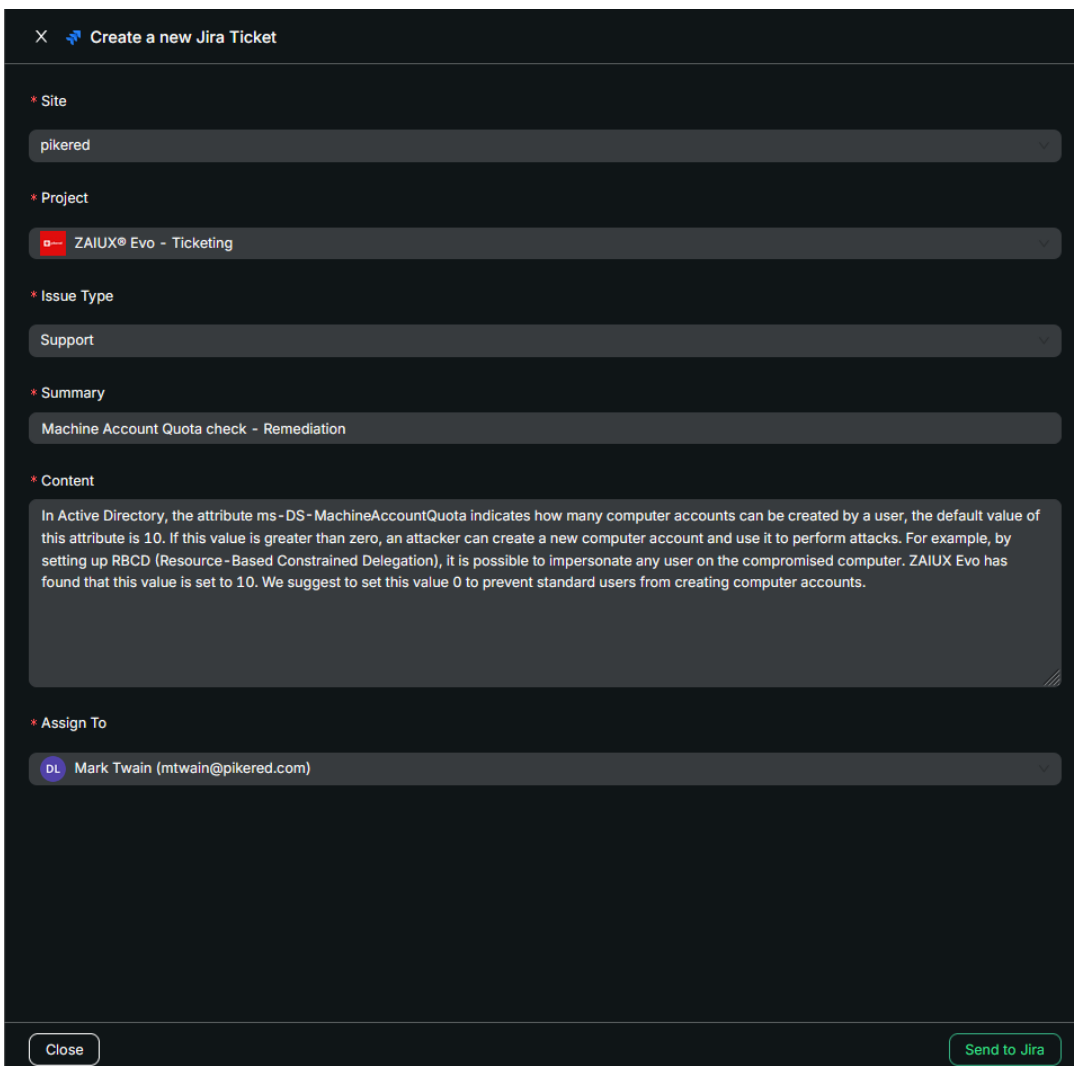 X Create a new Jira Ticket
* Site
pikered
* Project
ZAIUX® Evo - Ticketing
* Issue Type
Support
* Summary
Machine Account Quota check - Remediation
* Content
In Active Directory, the attribute ms-DS-MachineAccountQuota indicates how many computer accounts can be created by a user, the default value of
this attribute is 10. If this value is greater than zero, an attacker can create a new computer account and use it to perform attacks. For example, by
setting up RBCD (Resource-Based Constrained Delegation), it is possible to impersonate any user on the compromised computer. ZAIUX Evo has
found that this value is set to 10. We suggest to set this value 0 to prevent standard users from creating computer accounts.
* Assign To
DL Mark Twain (mtwain@pikered.com)
Close
Send to Jira